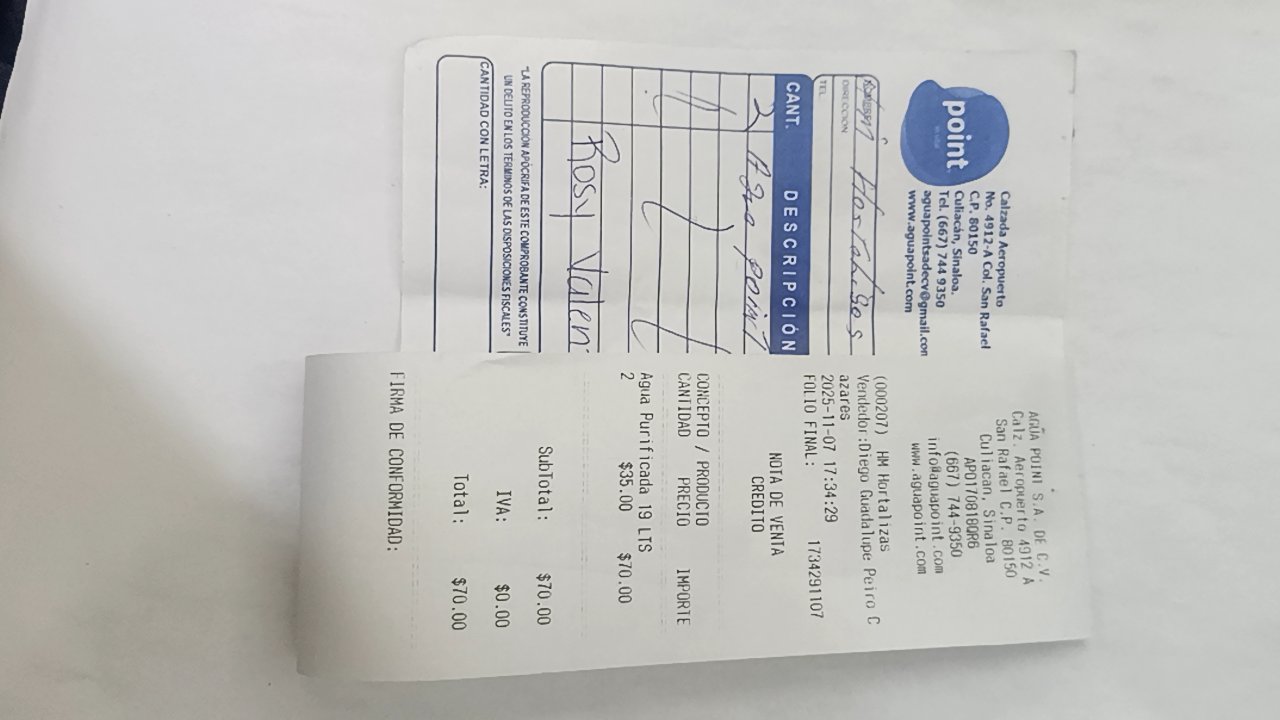 point
Calzada Aeropuerto
No. 4912-A Col. San Rafael
C.P. 80150
Culiacán, Sinaloa.
Tel. (667) 744 9350
aguapointsadecv@gmail.com
www.aguapoint.com
Hortalizas
DIRECCIÓN
TEL.
CANT. DESCRIPCIÓN
2 Agua point
Rosy Valen
"LA REPRODUCCION APÓCRIFA DE ESTE COMPROBANTE CONSTITUYE
UN DELITO EN LOS TERMINOS DE LAS DISPOSICIONES FISCALES"
CANTIDAD CON LETRA:
AGUA POINT S.A. DE C.V.
Calz. Aeropuerto 4912 A
San Rafael C.P. 80150
Culiacan, Sinaloa
APO170818QR6
(667) 744-9350
info@aguapoint.com
www.aguapoint.com
(000207) HM Hortalizas
Vendedor:Diego Guadalupe Peiro C
azares
2025-11-07 17:34:29
FOLIO FINAL: 1734291107
NOTA DE VENTA
CREDITO
CONCEPTO / PRODUCTO
CANTIDAD PRECIO IMPORTE
Agua Purificada 19 LTS
2 $35.00 $70.00
SubTotal: $70.00
IVA: $0.00
Total: $70.00
FIRMA DE CONFORMIDAD: